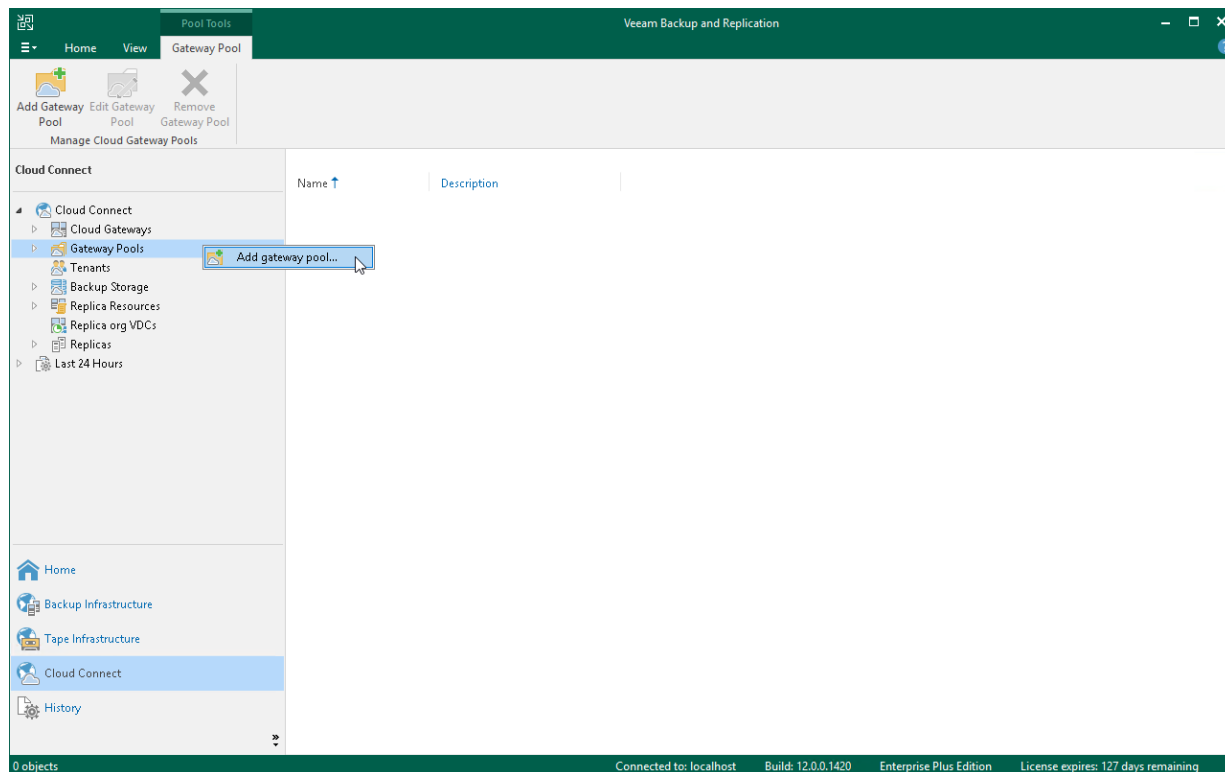 Pool Tools
Veeam Backup and Replication
Home View Gateway Pool
Add Gateway Pool
Edit Gateway Pool
Remove Gateway Pool
Manage Cloud Gateway Pools
Cloud Connect
Name Description
Cloud Connect
Cloud Gateways
Gateway Pools
Add gateway pool...
Tenants
Backup Storage
Replica Resources
Replica org VDCs
Replicas
Last 24 Hours
Home
Backup Infrastructure
Tape Infrastructure
Cloud Connect
History
0 objects Connected to: localhost Build: 12.0.0.1420 Enterprise Plus Edition License expires: 127 days remaining